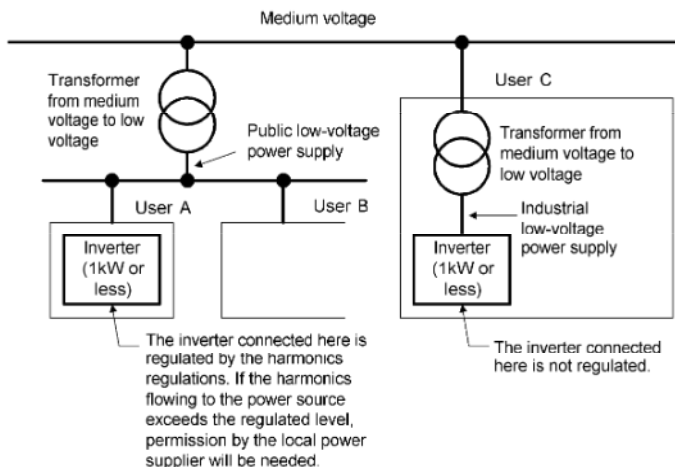 Medium voltage
Transformer
from medium
voltage to low
voltage
Public low-voltage
power supply
User A
User B
Inverter
(1kW or
less)
The inverter connected here is
regulated by the harmonics
regulations. If the harmonics
flowing to the power source
exceeds the regulated level,
permission by the local power
supplier will be needed.
User C
Transformer from
medium voltage to
low voltage
Industrial
low-voltage
power supply
Inverter
(1kW or
less)
The inverter connected
here is not regulated.